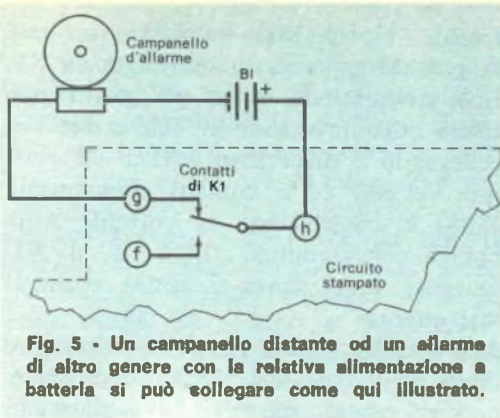 Campanello
d'allarme
BI
+
Contatti
di K1
g
h
f
Circuito
stampato
Fig. 5 - Un campanello distante od un allarme
di altro genere con la relativa alimentazione a
batteria si può collegare come qui illustrato.